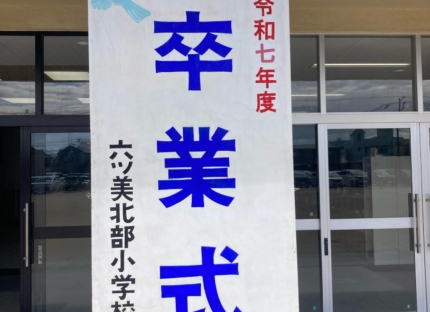 令和七年度
卒業式
六ツ美北部小学校